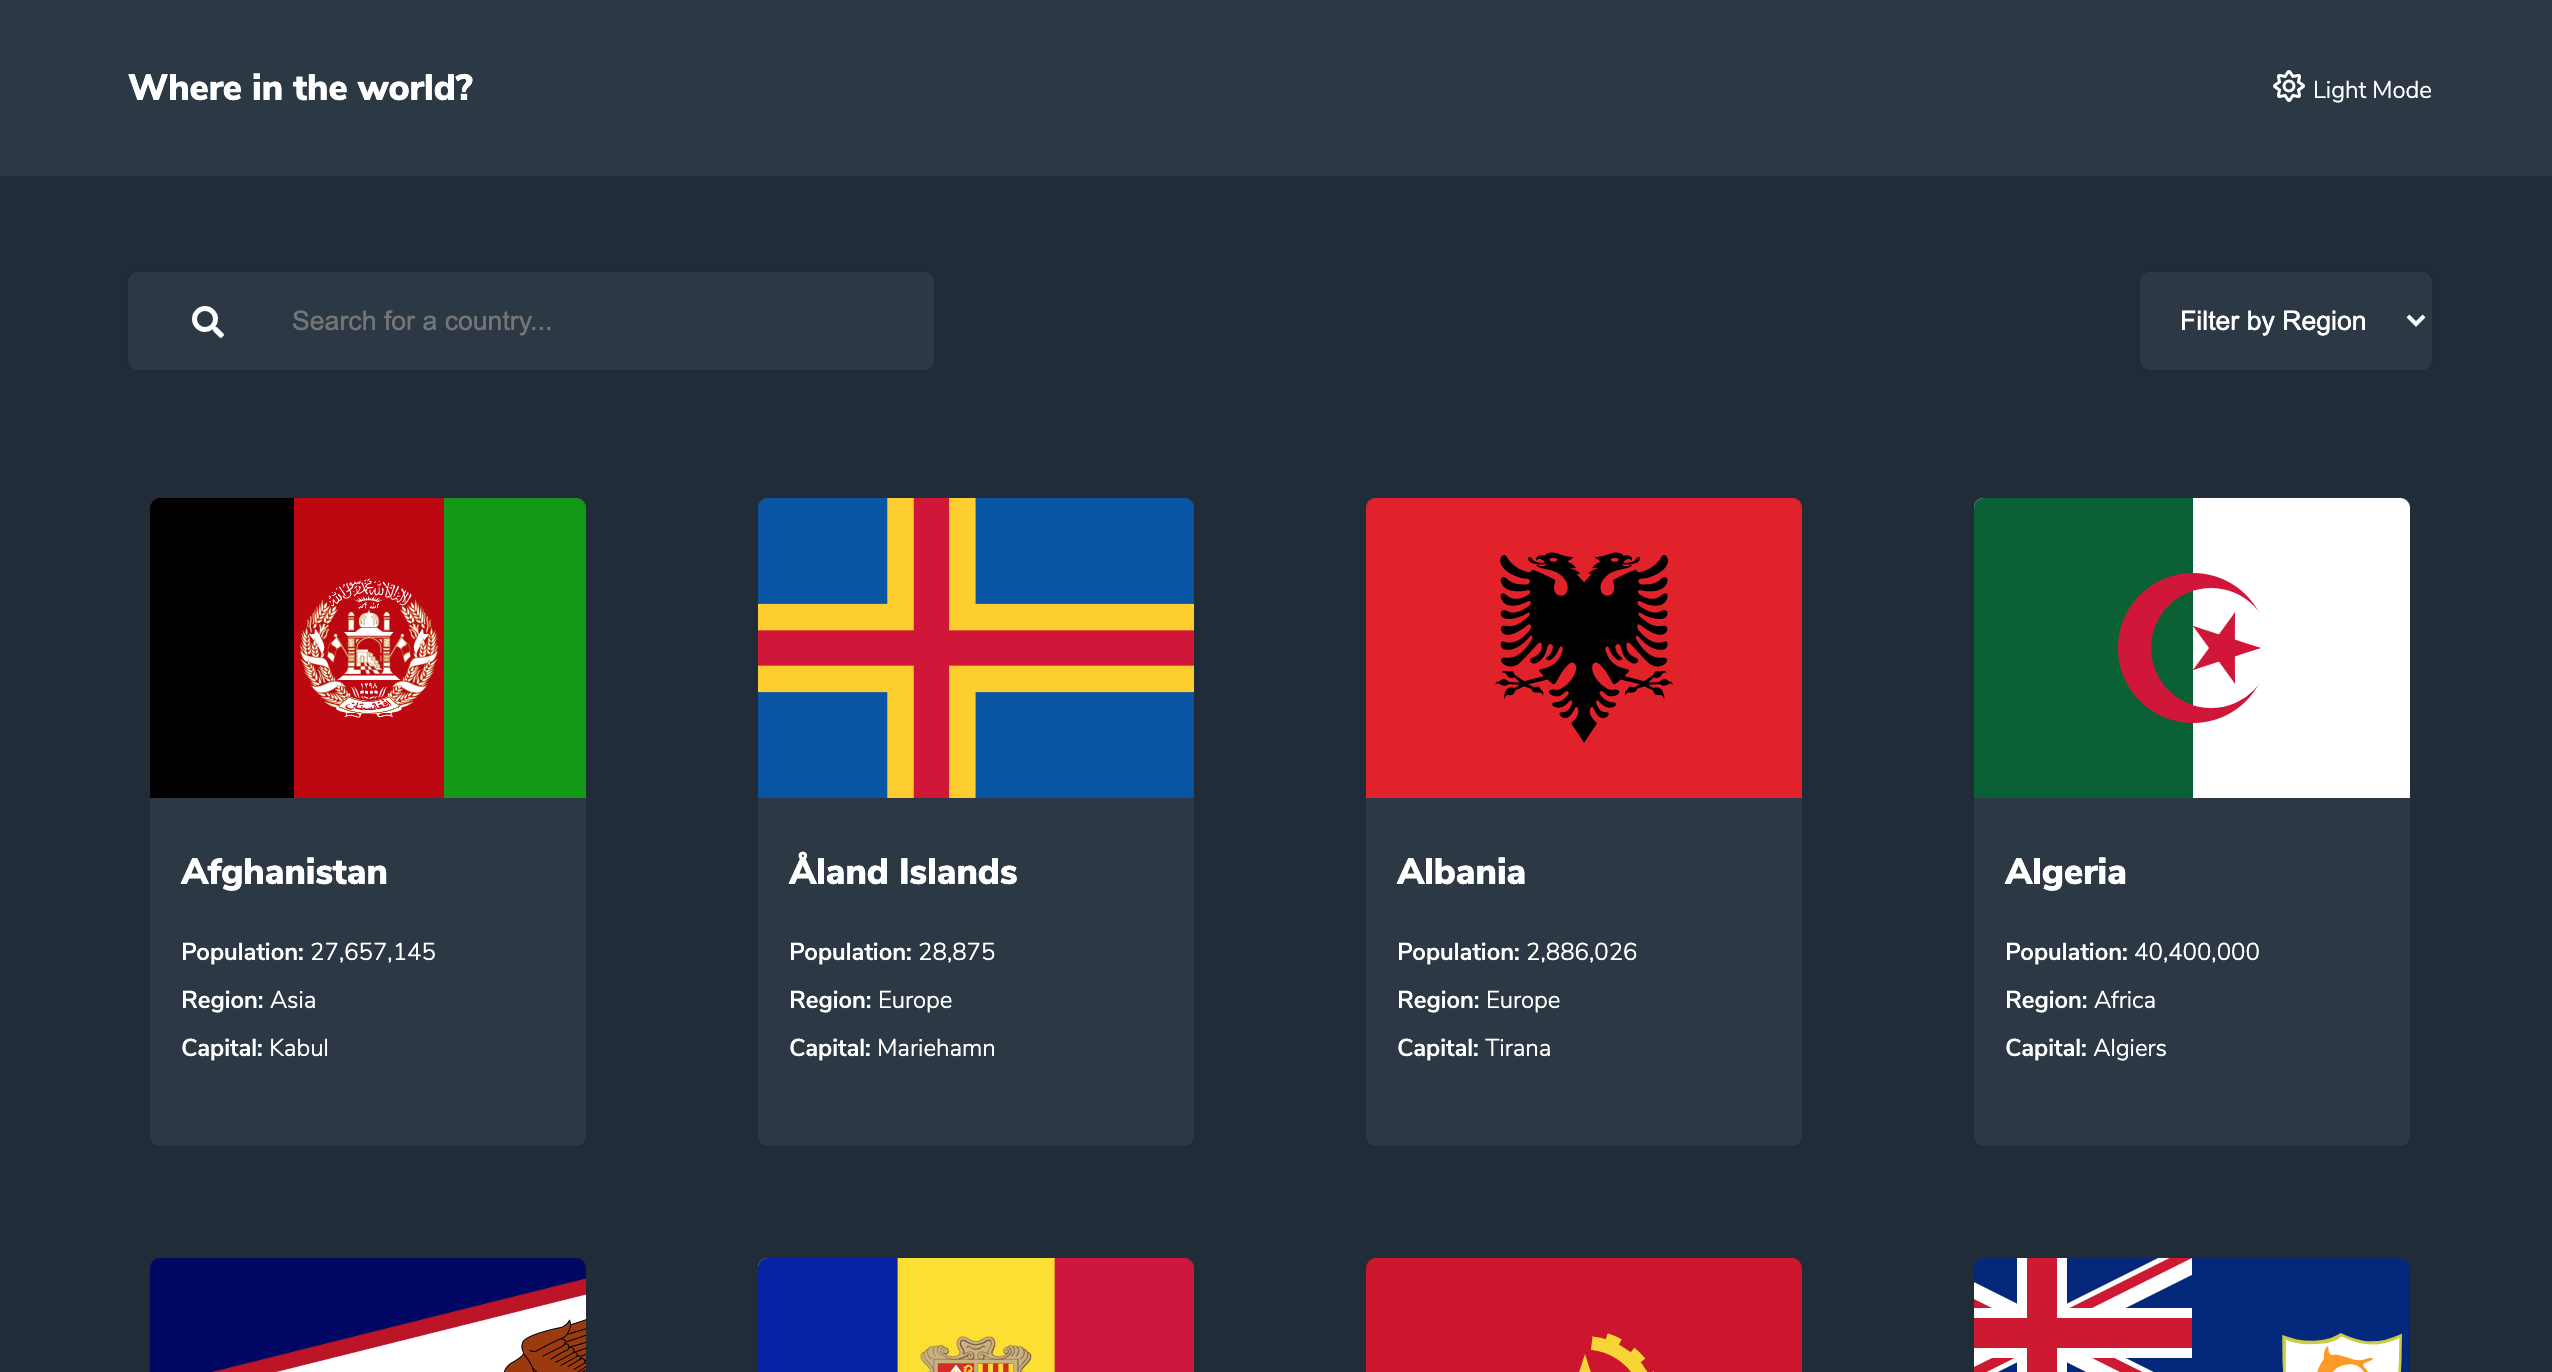 Where in the world?
Light Mode
Search for a country...
Filter by Region
Afghanistan
Population: 27,657,145
Region: Asia
Capital: Kabul
Åland Islands
Population: 28,875
Region: Europe
Capital: Mariehamn
Albania
Population: 2,886,026
Region: Europe
Capital: Tirana
Algeria
Population: 40,400,000
Region: Africa
Capital: Algiers